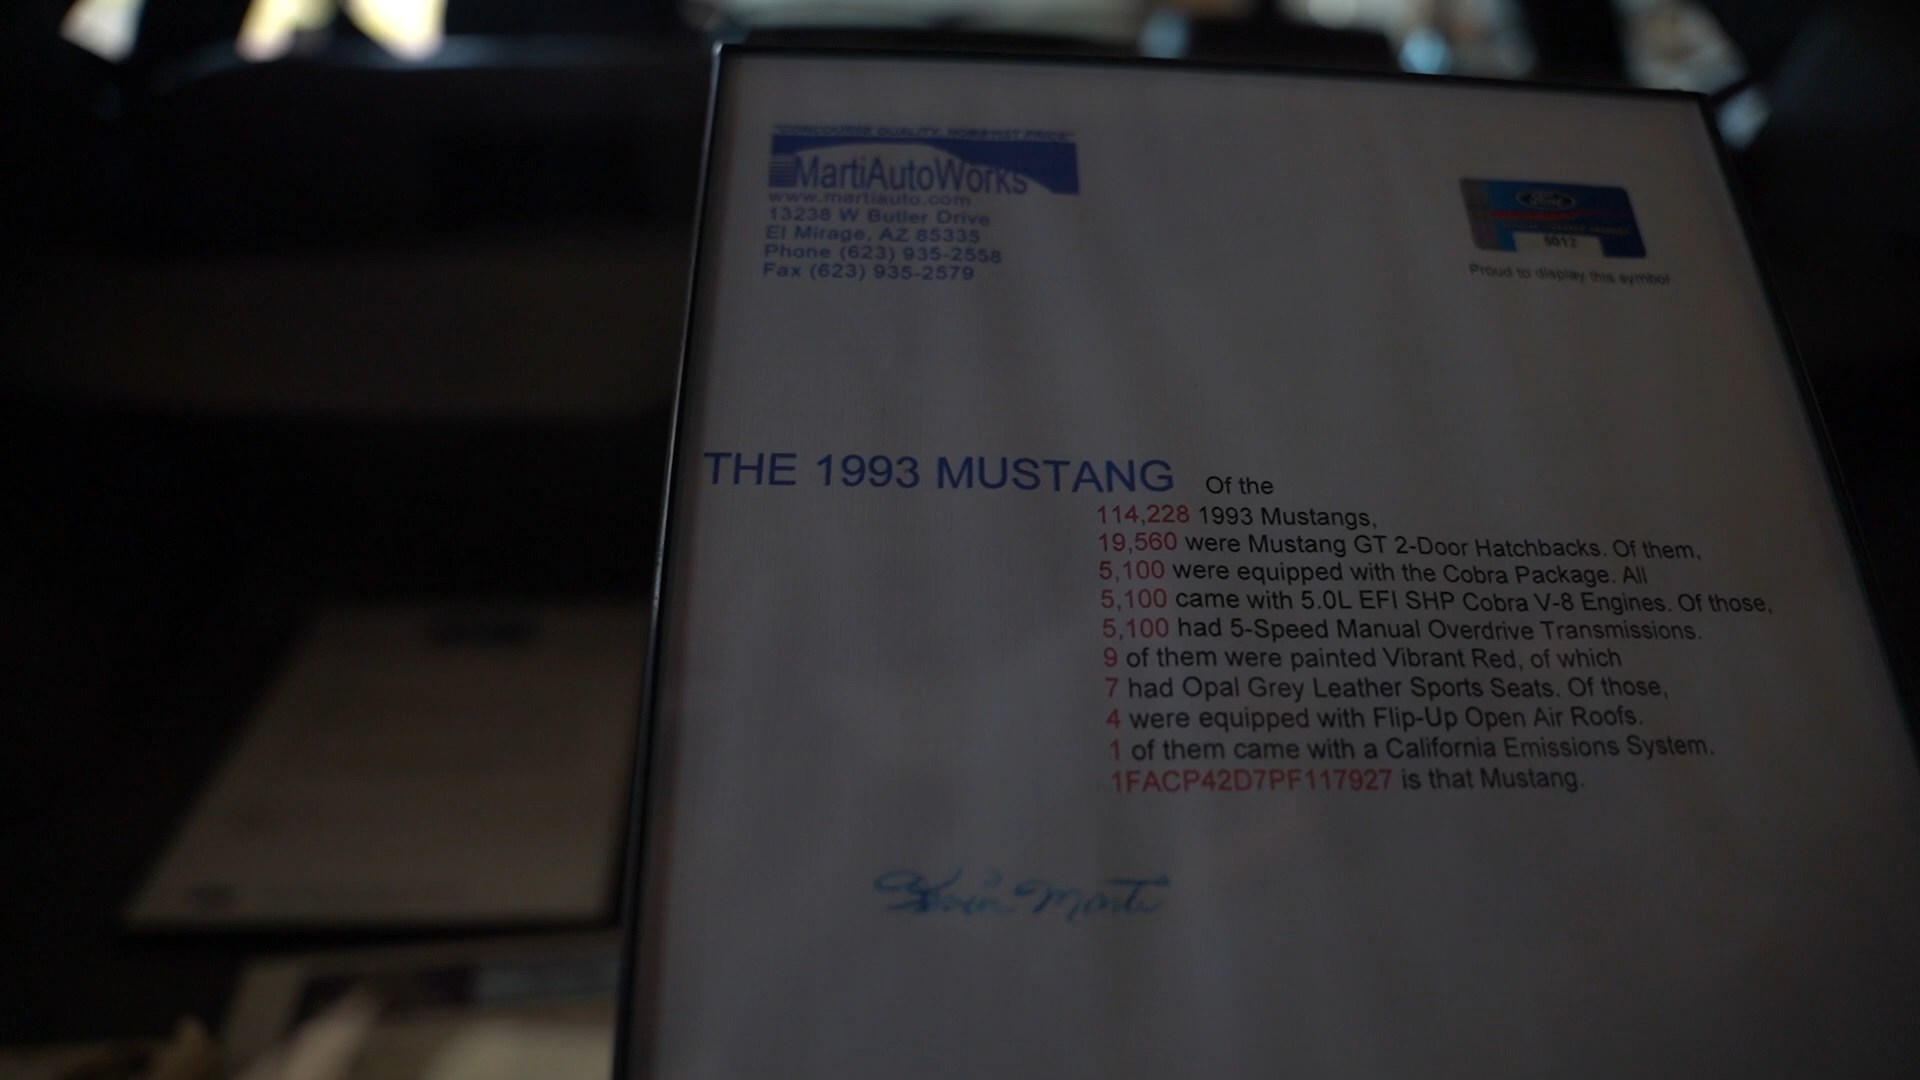 "CONCOURSE QUALITY, HOBBYIST PRICE"
MartiAutoWorks
www.martiauto.com
13238 W Butler Drive
El Mirage, AZ 85335
Phone (623) 935-2558
Fax (623) 935-2579
Ford
5012
Proud to display this symbol
THE 1993 MUSTANG Of the
114,228 1993 Mustangs,
19,560 were Mustang GT 2-Door Hatchbacks. Of them,
5,100 were equipped with the Cobra Package. All
5,100 came with 5.0L EFI SHP Cobra V-8 Engines. Of those,
5,100 had 5-Speed Manual Overdrive Transmissions.
9 of them were painted Vibrant Red, of which
7 had Opal Grey Leather Sports Seats. Of those,
4 were equipped with Flip-Up Open Air Roofs.
1 of them came with a California Emissions System.
1FACP42D7PF117927 is that Mustang.
Kevin Marti